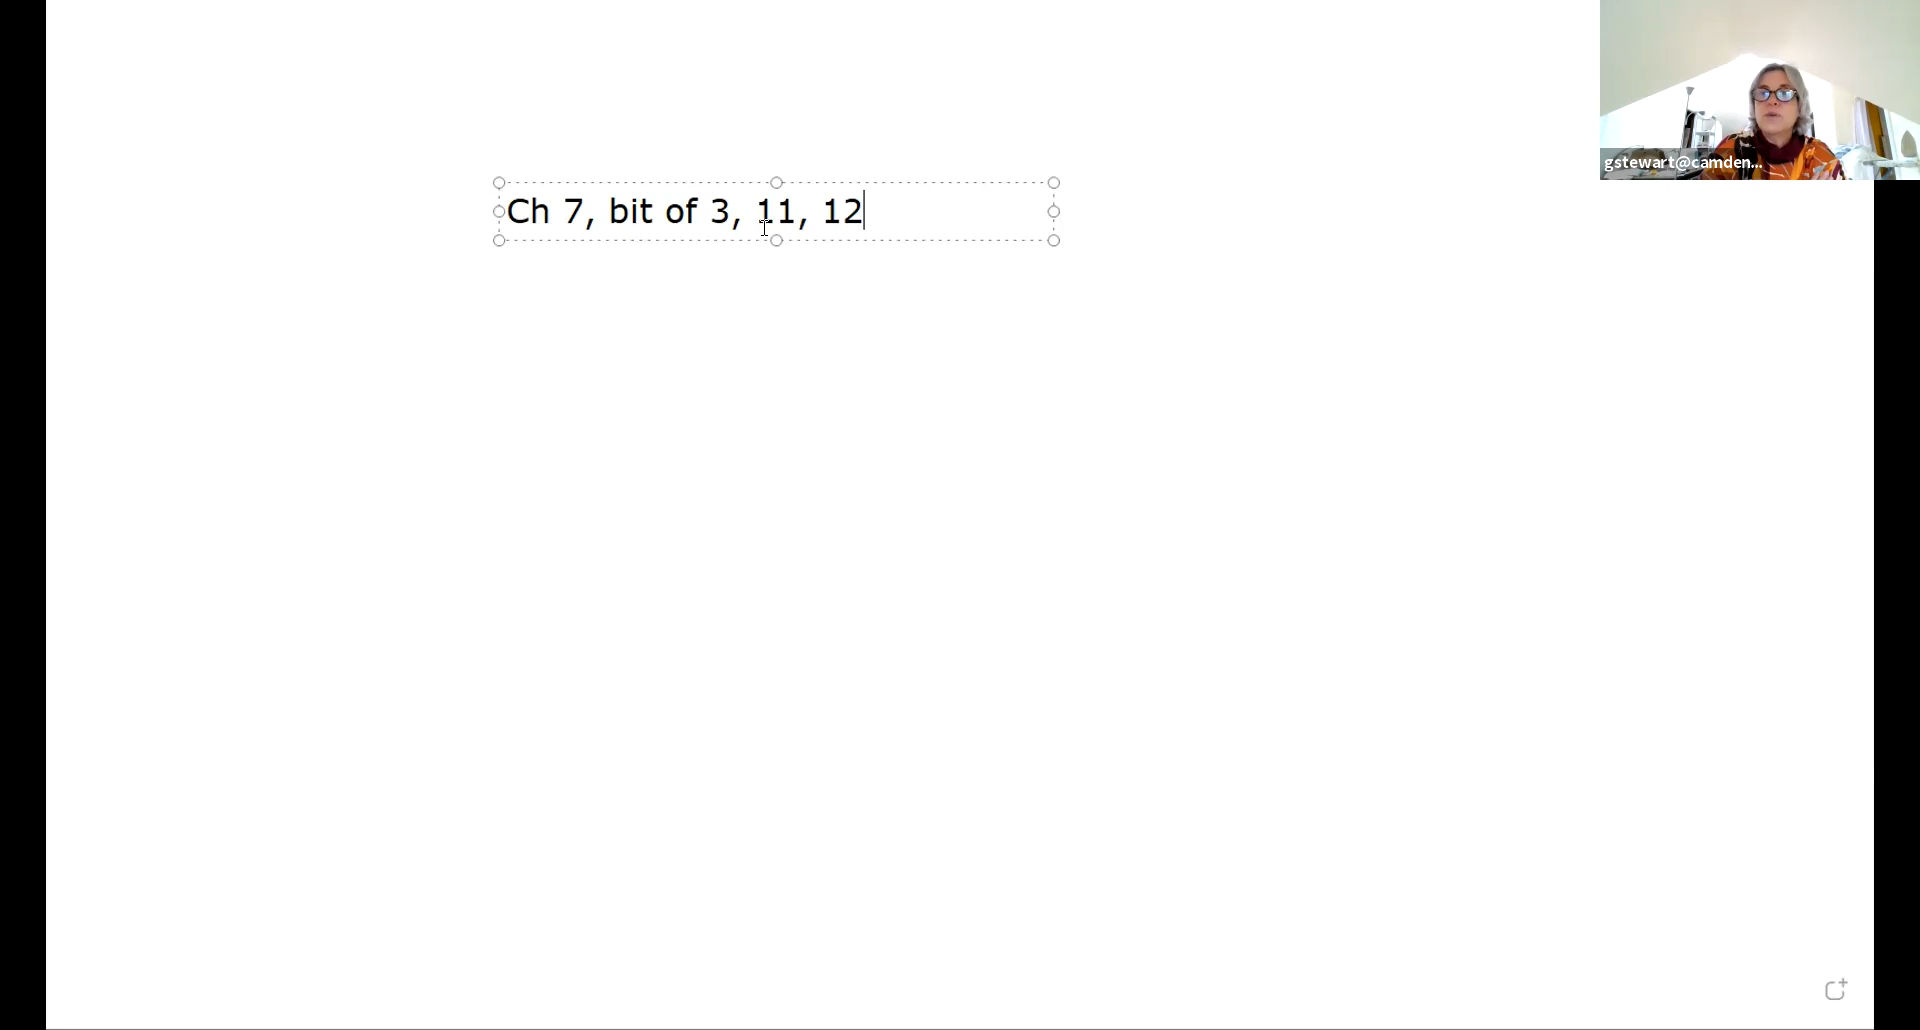 Ch 7, bit of 3, 11, 12
gstewart@camden...